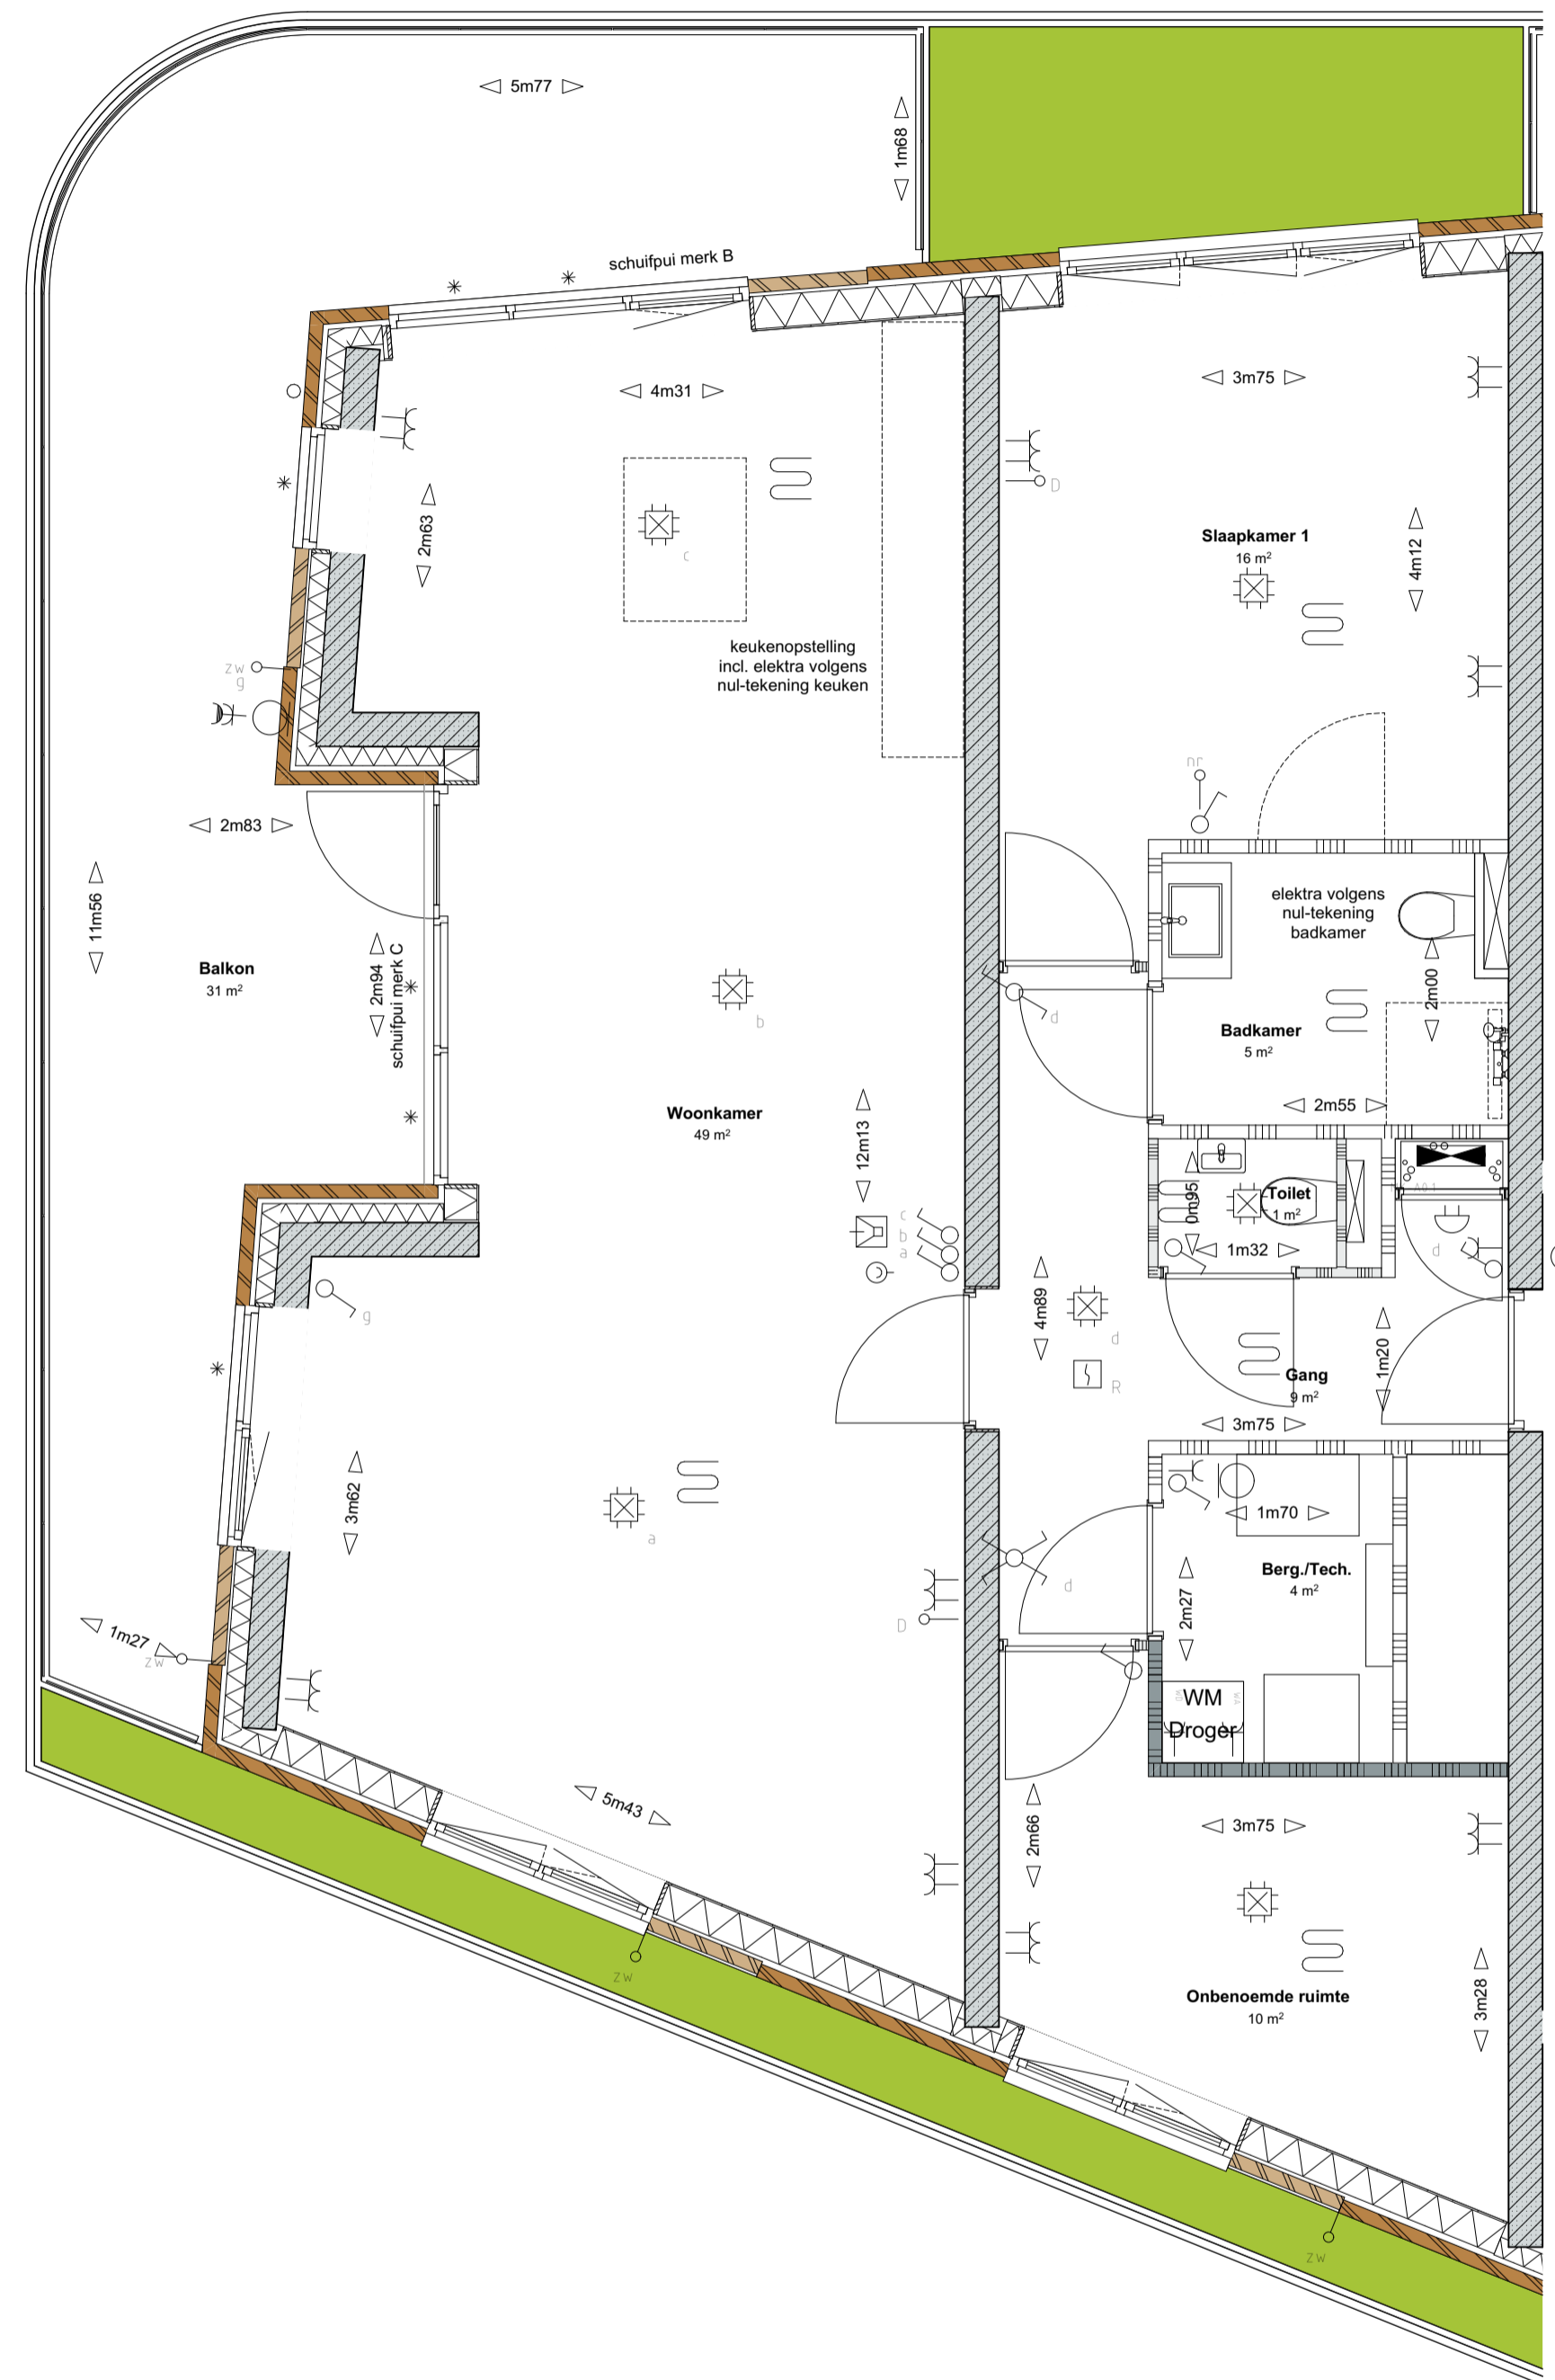 5m77
1m68
schuifpui merk B
4m31
3m75
2m63
c
D
Slaapkamer 1
16 m²
4m12
keukenopstelling
incl. elektra volgens
nul-tekening keuken
zw
g
nr
2m83
11m56
Balkon
31 m²
2m94
schuifpui merk C
elektra volgens
nul-tekening
badkamer
2m00
b
d
Badkamer
5 m²
2m55
Woonkamer
49 m²
12m13
c
b
a
0m95
Toilet
1 m²
1m32
d
g
4m89
d
R
Gang
9 m²
1m20
3m75
3m62
a
1m70
Berg./Tech.
4 m²
2m27
d
D
1m27
zw
WM
Droger
5m43
2m66
3m75
zw
Onbenoemde ruimte
10 m²
3m28
zw